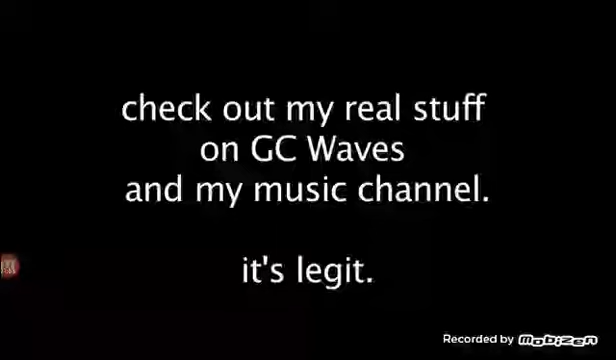 check out my real stuff
on GC Waves
and my music channel.
it's legit.
Recorded by mobizen